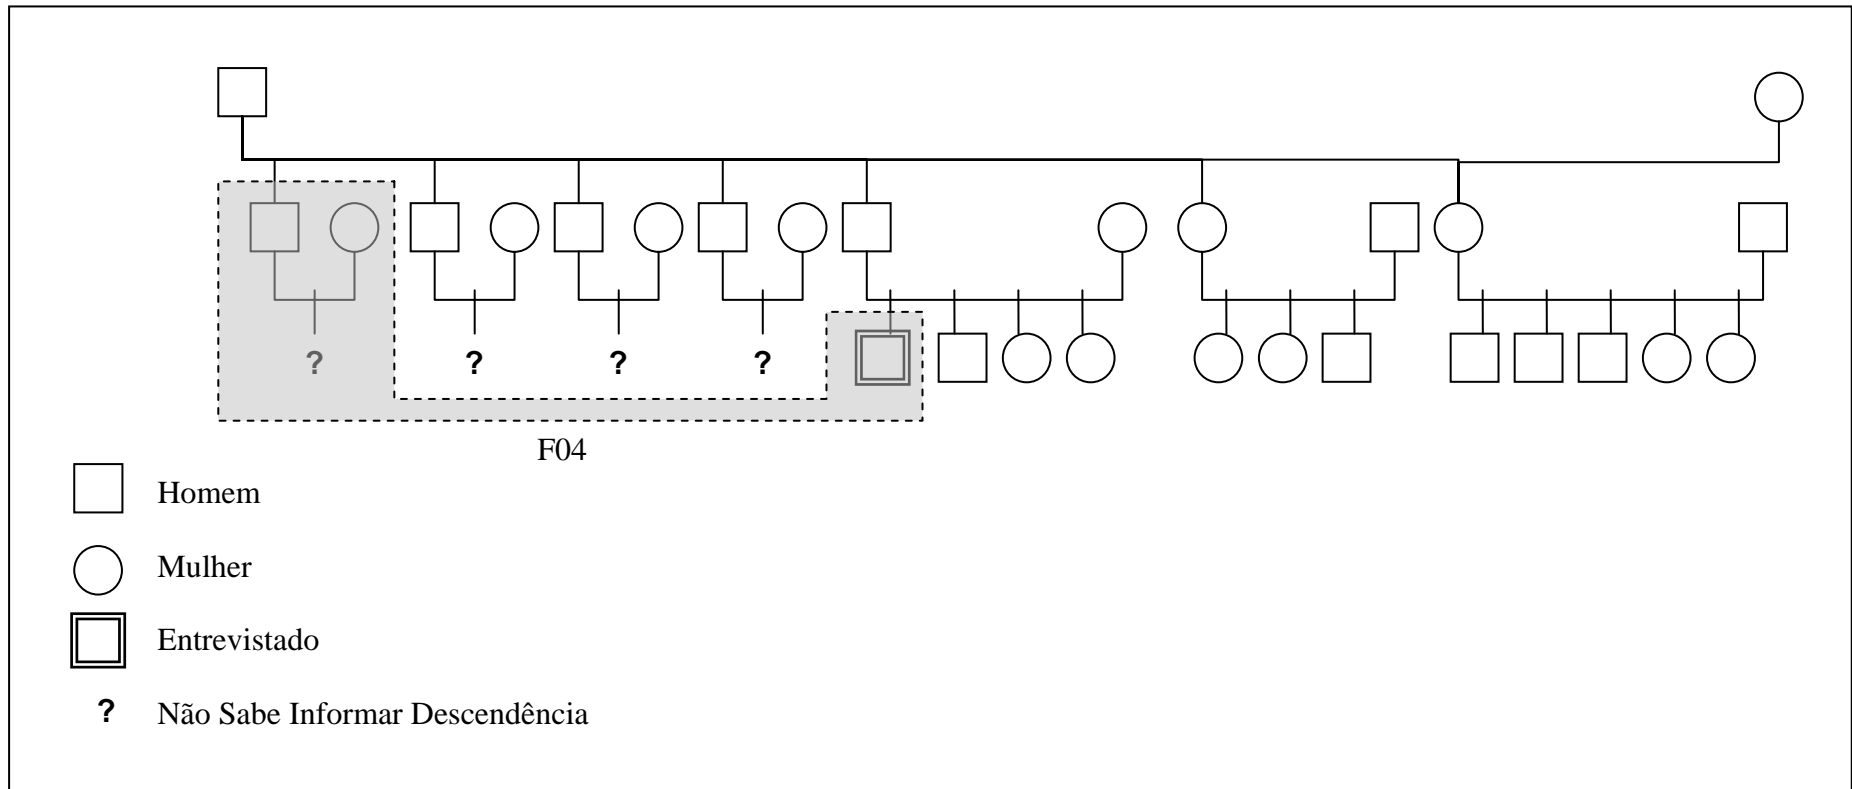 ? ? ? ?
F04
Homem
Mulher
Entrevistado
? Não Sabe Informar Descendência